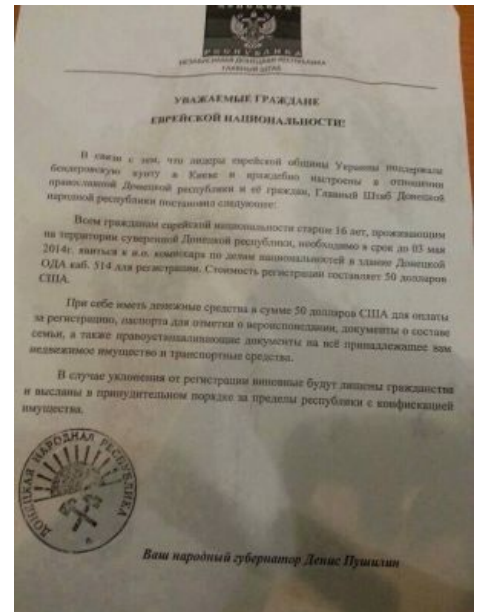 РЕСПУБЛИКА
НЕЗАВИСИМАЯ ДОНЕЦКАЯ РЕСПУБЛИКА
ГЛАВНЫЙ ШТАБ
УВАЖАЕМЫЕ ГРАЖДАНЕ
ЕВРЕЙСКОЙ НАЦИОНАЛЬНОСТИ!
В связи с тем, что лидеры еврейской общины Украины поддержали
бендеровскую хунту в Киеве и враждебно настроены в отношении
православной Донецкой республики и её граждан, Главный Штаб Донецкой
народной республики постановил следующее:
Всем гражданам еврейской национальности старше 16 лет, проживающим
на территории суверенной Донецкой республики, необходимо в срок до 03 мая
2014г. явиться к и.о. комиссара по делам национальностей в здание Донецкой
ОДА каб. 514 для регистрации. Стоимость регистрации составляет 50 долларов
США.
При себе иметь денежные средства в сумме 50 долларов США для оплаты
за регистрацию, паспорта для отметки о вероисповедании, документы о составе
семьи, а также правоустанавливающие документы на всё принадлежащее вам
недвижимое имущество и транспортные средства.
В случае уклонения от регистрации виновные будут лишены гражданства
и высланы в принудительном порядке за пределы республики с конфискацией
имущества.
ДОНЕЦКАЯ НАРОДНАЯ РЕСПУБЛИКА
Ваш народный губернатор Денис Пушилин